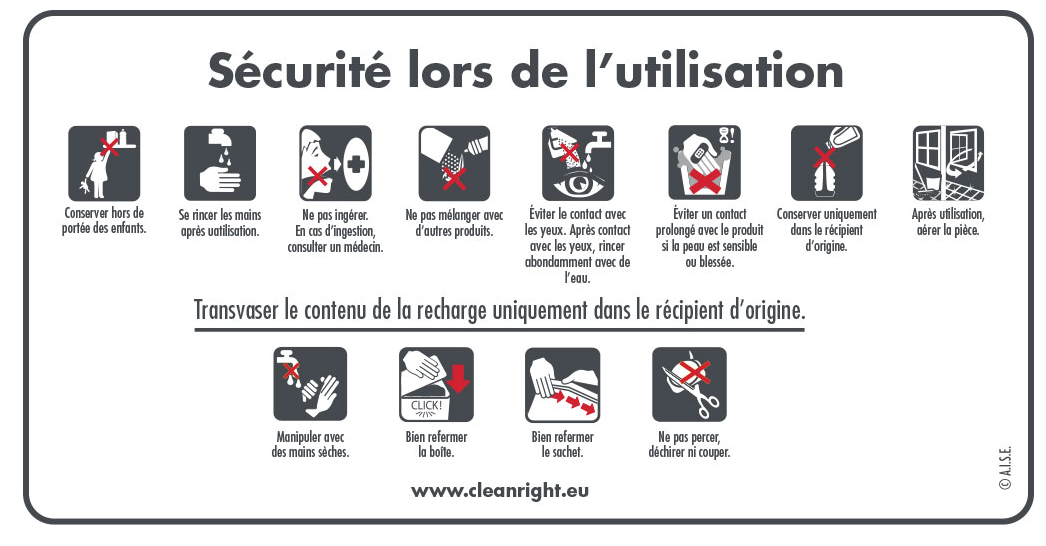 Sécurité lors de l’utilisation
Conserver hors de
portée des enfants.
Se rincer les mains
après uatilisation.
Ne pas ingérer.
En cas d’ingestion,
consulter un médecin.
Ne pas mélanger avec
d’autres produits.
Éviter le contact avec
les yeux. Après contact
avec les yeux, rincer
abondamment avec de
l’eau.
!
Éviter un contact
prolongé avec le produit
si la peau est sensible
ou blessée.
Conserver uniquement
dans le récipient
d’origine.
Après utilisation,
aérer la pièce.
Transvaser le contenu de la recharge uniquement dans le récipient d’origine.
Manipuler avec
des mains sèches.
CLICK!
Bien refermer
la boîte.
Bien refermer
le sachet.
Ne pas percer,
déchirer ni couper.
www.cleanright.eu
© A.I.S.E.